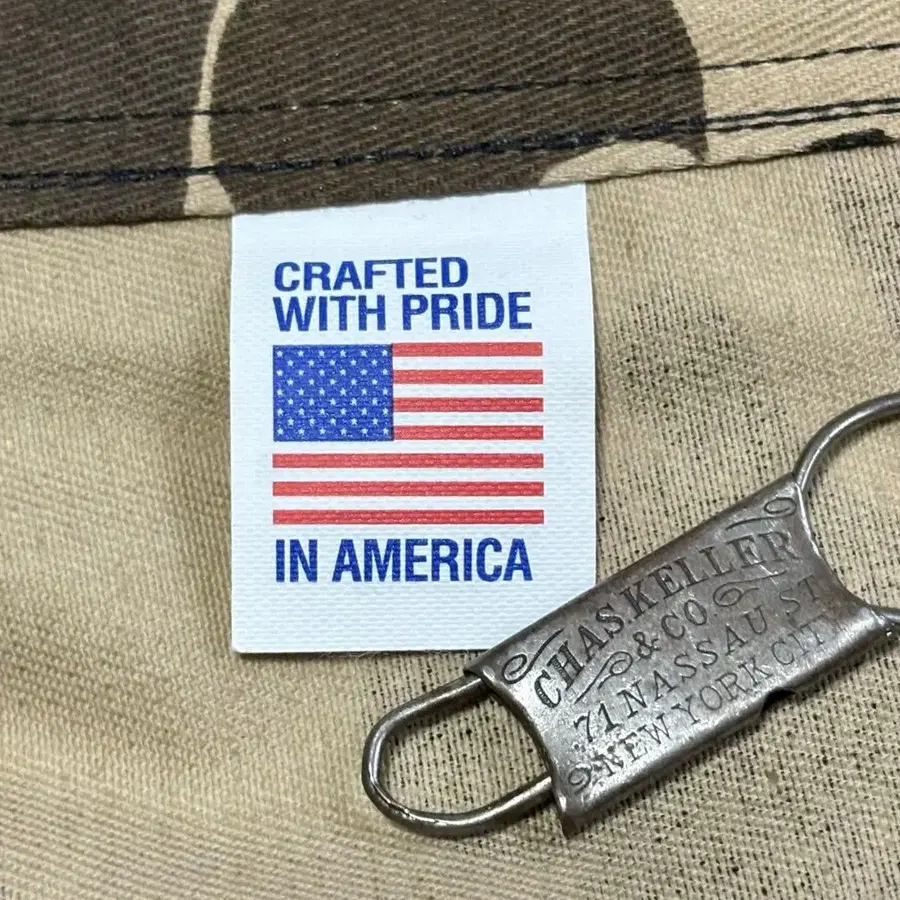 CRAFTED
WITH PRIDE
IN AMERICA
CHAS KELLER
& CO
71 NASSAU ST
NEW YORK CITY